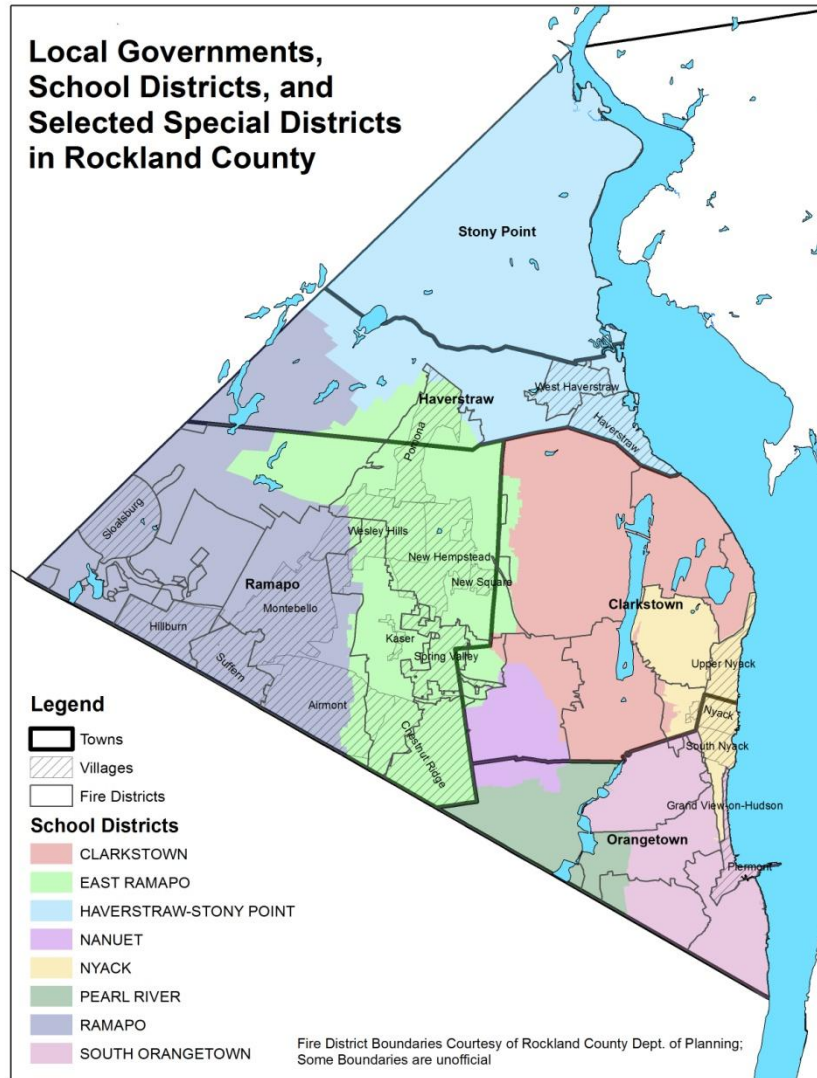 Local Governments,
School Districts, and
Selected Special Districts
in Rockland County
Stony Point
West Haverstraw
Haverstraw
Haverstraw
Pomona
Sloatsburg
Wesley Hills
New Hempstead
New Square
Ramapo
Montebello
Clarkstown
Hillburn
Kaser
Spring Valley
Upper Nyack
Suffern
Airmont
Nyack
Chestnut Ridge
South Nyack
Grand View-on-Hudson
Orangetown
Piermont
Legend
Towns
Villages
Fire Districts
School Districts
CLARKSTOWN
EAST RAMAPO
HAVERSTRAW-STONY POINT
NANUET
NYACK
PEARL RIVER
RAMAPO
SOUTH ORANGETOWN
Fire District Boundaries Courtesy of Rockland County Dept. of Planning;
Some Boundaries are unofficial